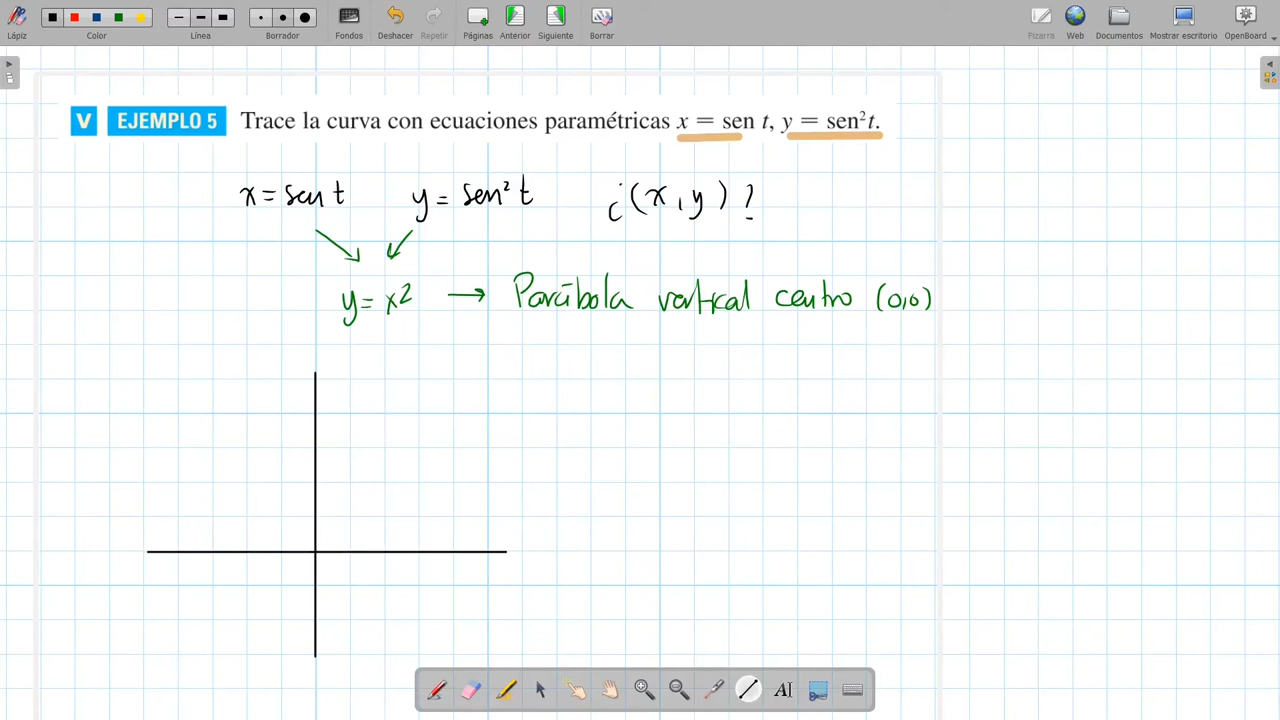 Lápiz Color Línea Borrador Fondos Deshacer Repetir Páginas Anterior Siguiente Borrar Pizarra Web Documentos Mostrar escritorio OpenBoard
V EJEMPLO 5 Trace la curva con ecuaciones paramétricas x = sen t, y = sen²t.
x = sen t y = sen² t ¿(x, y)?
y = x² → Parábola vertical centro (0,0)
AI